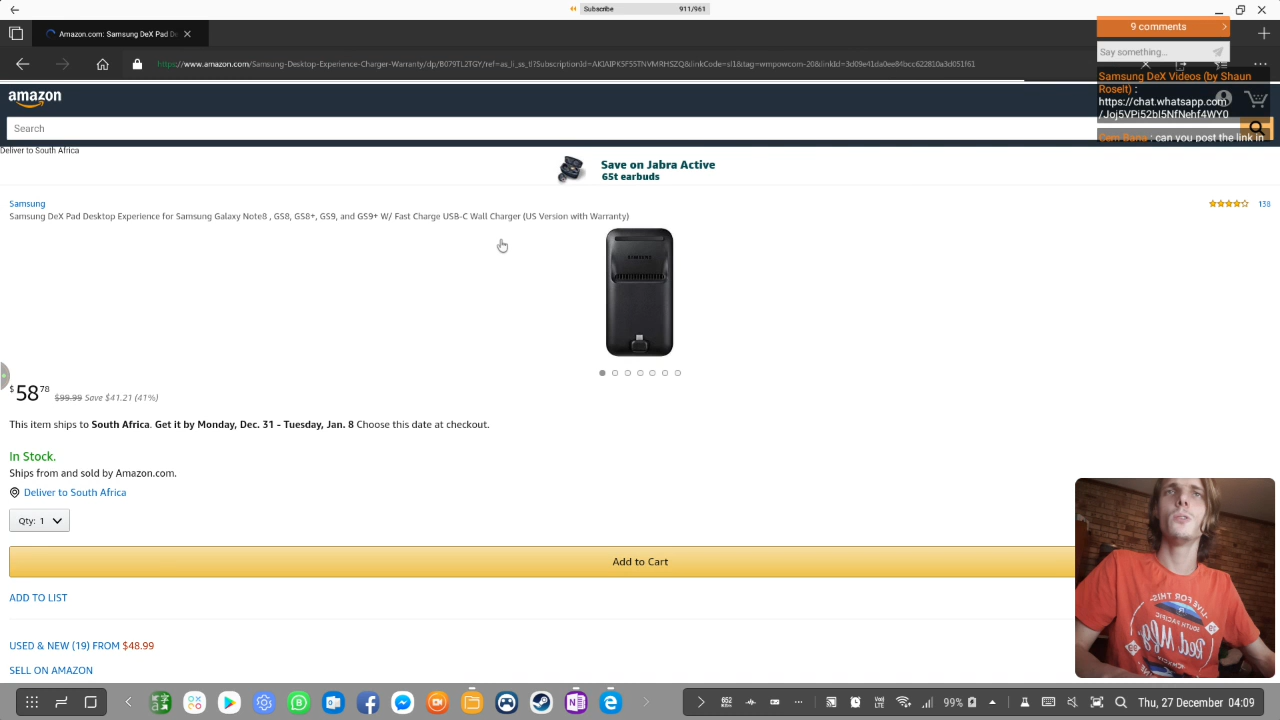 Subscribe 911/961
Amazon.com: Samsung DeX Pad De
https://www.amazon.com/Samsung-Desktop-Experience-Charger-Warranty/dp/B079TL2TGY/ref=as_li_ss_tl?SubscriptionId=AKIAIPKSF5STNVMRHSZQ&linkCode=sl1&tag=wmpowcom-20&linkId=3d09e41da0ee84bcc622810a3d051f61
9 comments
Say something...
Samsung DeX Videos (by Shaun
Roselt) :
https://chat.whatsapp.com
/Joj5VPi52bI5NfNehf4WY0
Cem Bana : can you post the link in
amazon
Search
Deliver to South Africa
Save on Jabra Active
65t earbuds
Samsung
138
Samsung DeX Pad Desktop Experience for Samsung Galaxy Note8 , GS8, GS8+, GS9, and GS9+ W/ Fast Charge USB-C Wall Charger (US Version with Warranty)
SAMSUNG
$58 78 $99.99 Save $41.21 (41%)
This item ships to South Africa. Get it by Monday, Dec. 31 - Tuesday, Jan. 8 Choose this date at checkout.
In Stock.
Ships from and sold by Amazon.com.
Deliver to South Africa
Qty: 1
Add to Cart
ADD TO LIST
USED & NEW (19) FROM $48.99
SELL ON AMAZON
99% Thu, 27 December 04:09